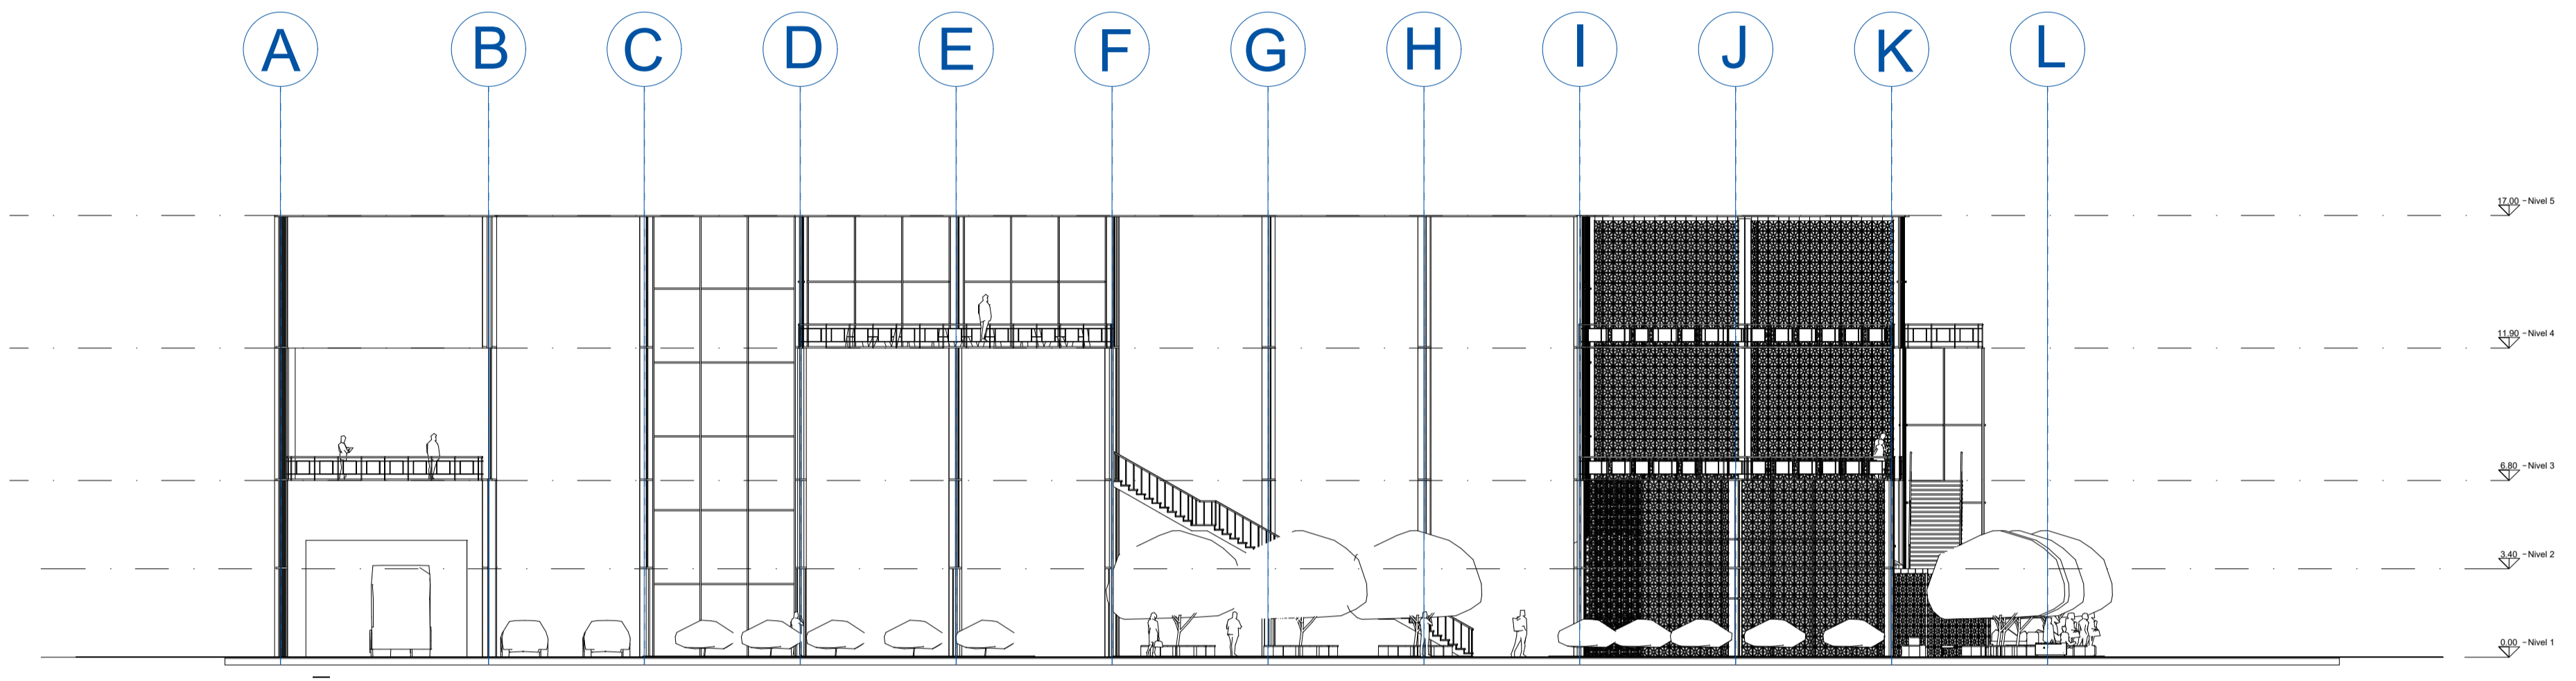 A B C D E F G H I J K L
17.00 Nivel 5
11.90 Nivel 4
6.80 Nivel 3
3.40 Nivel 2
0.00 Nivel 1